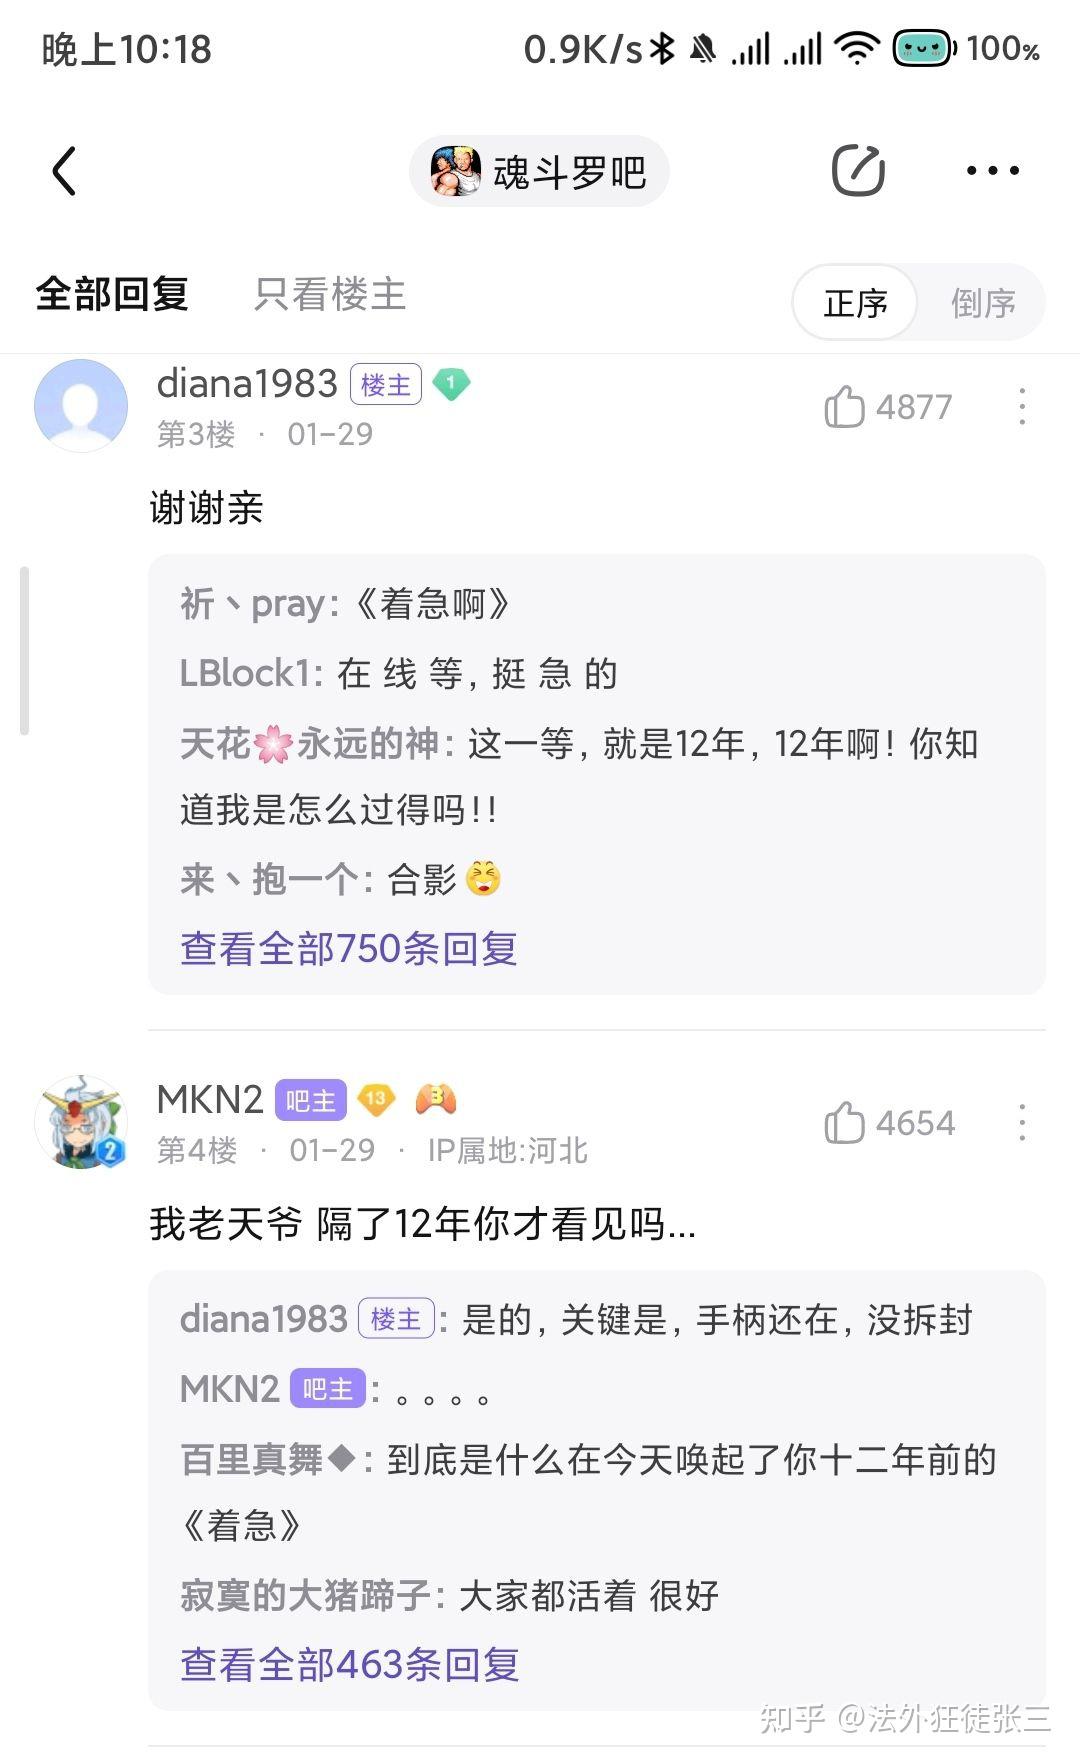 晚上10:18
0.9K/s
100%
魂斗罗吧
全部回复 只看楼主
正序 倒序
diana1983 楼主 1
4877
第3楼 · 01-29
谢谢亲
祈丶pray:《着急啊》
LBlock1: 在 线 等, 挺 急 的
天花🌸永远的神: 这一等, 就是12年, 12年啊! 你知
道我是怎么过得吗!!
来丶抱一个: 合影😆
查看全部750条回复
MKN2 吧主 13 3
4654
2
第4楼 · 01-29 · IP属地:河北
我老天爷 隔了12年你才看见吗...
diana1983 楼主: 是的, 关键是, 手柄还在, 没拆封
MKN2 吧主: 。。。。
百里真舞◆: 到底是什么在今天唤起了你十二年前的
《着急》
寂寞的大猪蹄子: 大家都活着 很好
查看全部463条回复
知乎 @法外狂徒张三